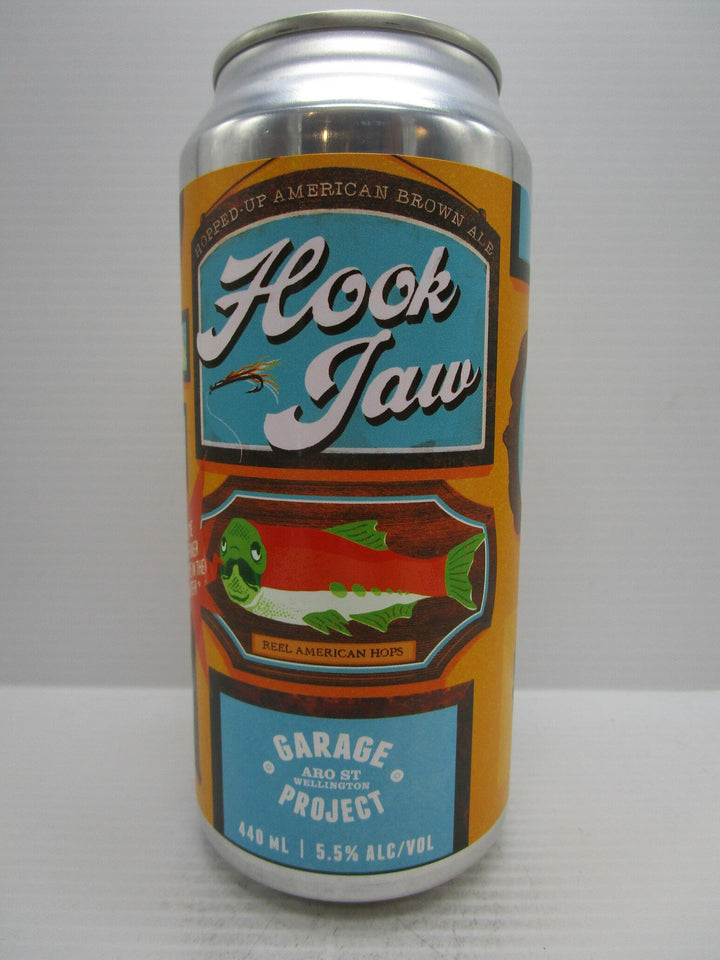 HOPPED-UP AMERICAN BROWN ALE
Hook
Jaw
REEL AMERICAN HOPS
GARAGE
ARO ST
WELLINGTON
PROJECT
440 ML | 5.5% ALC/VOL